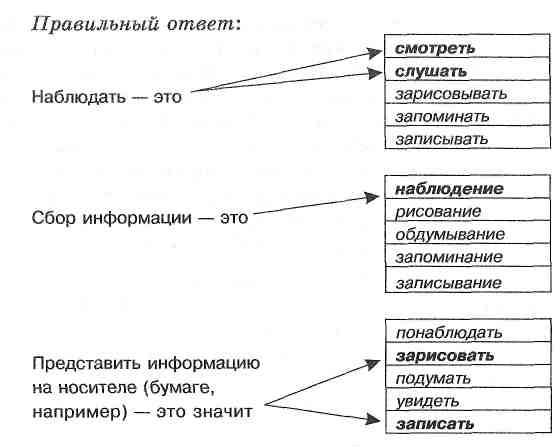 Правильный ответ:
Наблюдать — это
смотреть
слушать
зарисовывать
запоминать
записывать
Сбор информации — это
наблюдение
рисование
обдумывание
запоминание
записывание
Представить информацию
на носителе (бумаге,
например) — это значит
понаблюдать
зарисовать
подумать
увидеть
записать